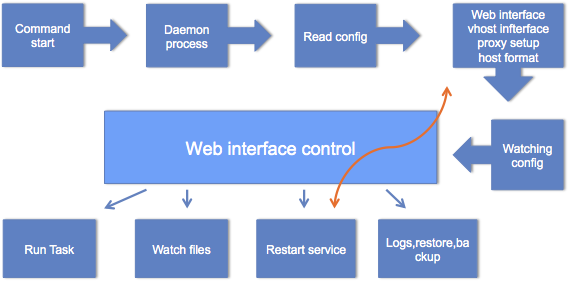 Command
start
Daemon
process
Read config
Web interface
vhost infterface
proxy setup
host format
Web interface control
Watching
config
Run Task
Watch files
Restart service
Logs,restore,ba
ckup